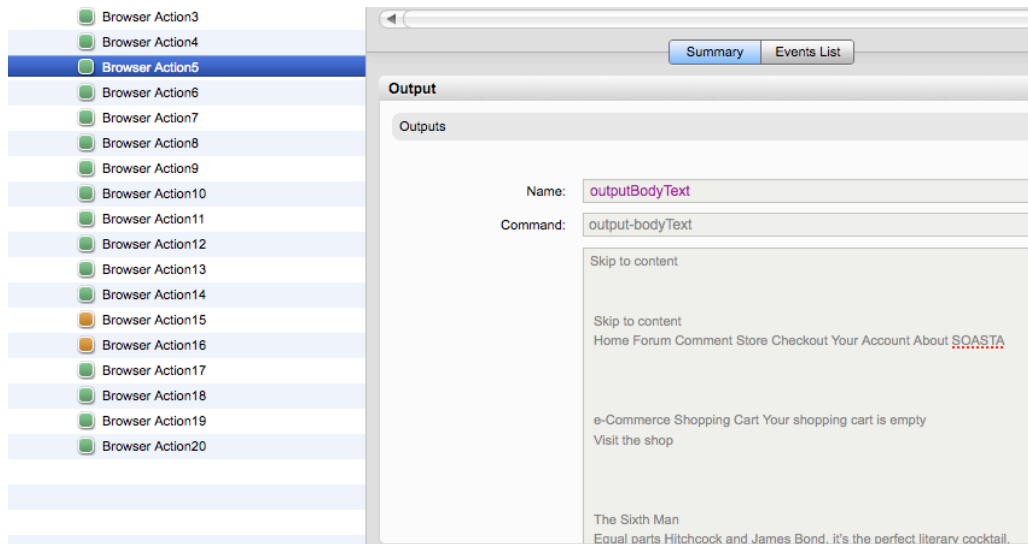 Browser Action3
Browser Action4
Browser Action5
Browser Action6
Browser Action7
Browser Action8
Browser Action9
Browser Action10
Browser Action11
Browser Action12
Browser Action13
Browser Action14
Browser Action15
Browser Action16
Browser Action17
Browser Action18
Browser Action19
Browser Action20
Summary Events List
Output
Outputs
Name: outputBodyText
Command: output-bodyText
Skip to content
Skip to content
Home Forum Comment Store Checkout Your Account About SOASTA
e-Commerce Shopping Cart Your shopping cart is empty
Visit the shop
The Sixth Man
Equal parts Hitchcock and James Bond, it's the perfect literary cocktail.